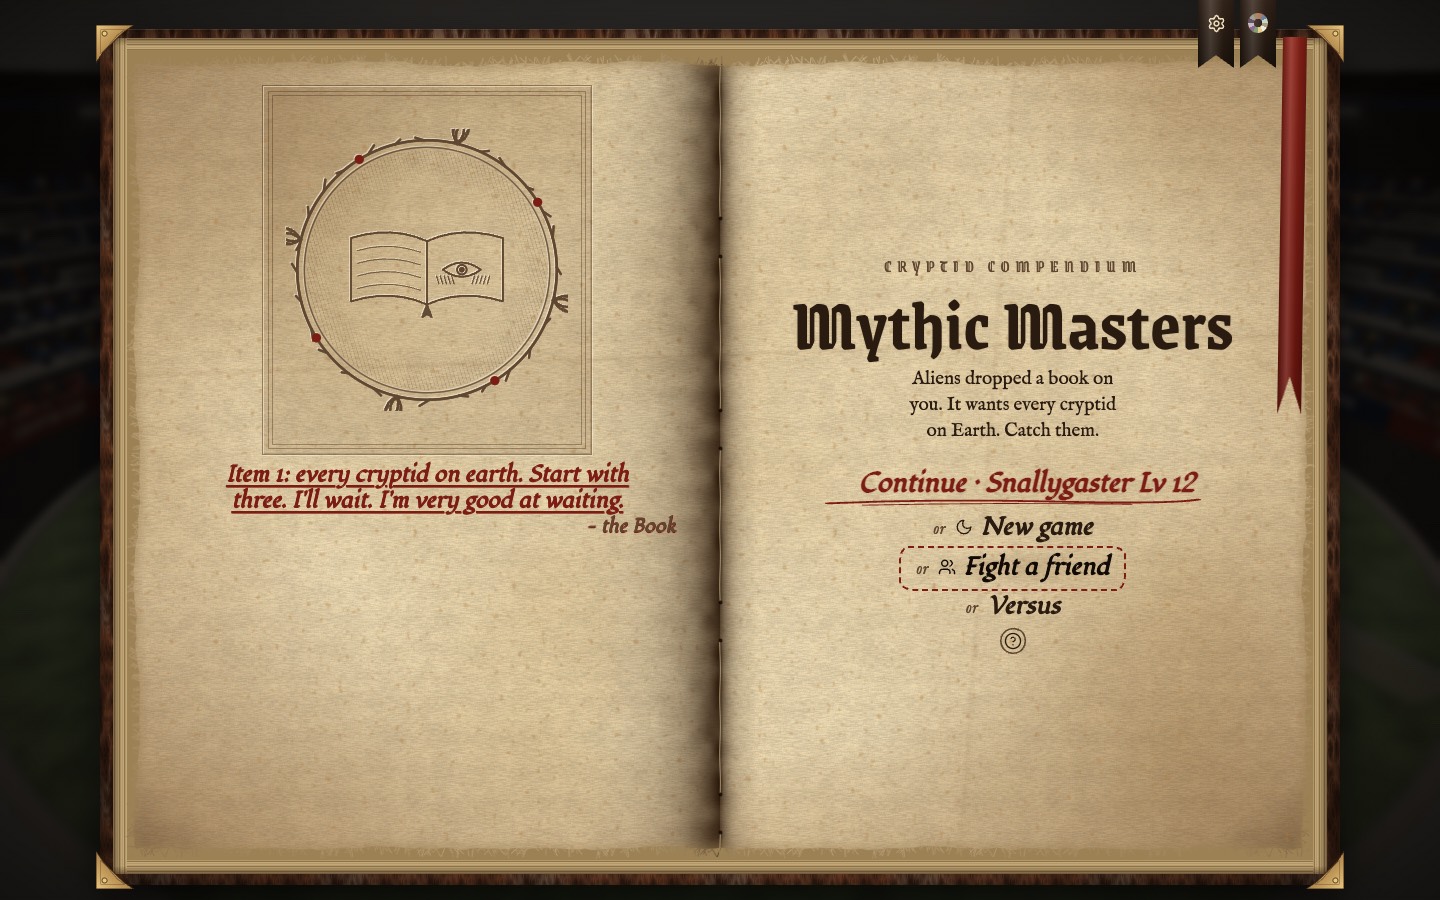 Item 1: every cryptid on earth. Start with
three. I'll wait. I'm very good at waiting.
– the Book
CRYPTID COMPENDIUM
Mythic Masters
Aliens dropped a book on
you. It wants every cryptid
on Earth. Catch them.
Continue · Snallygaster Lv 12
or New game
or Fight a friend
or Versus
?